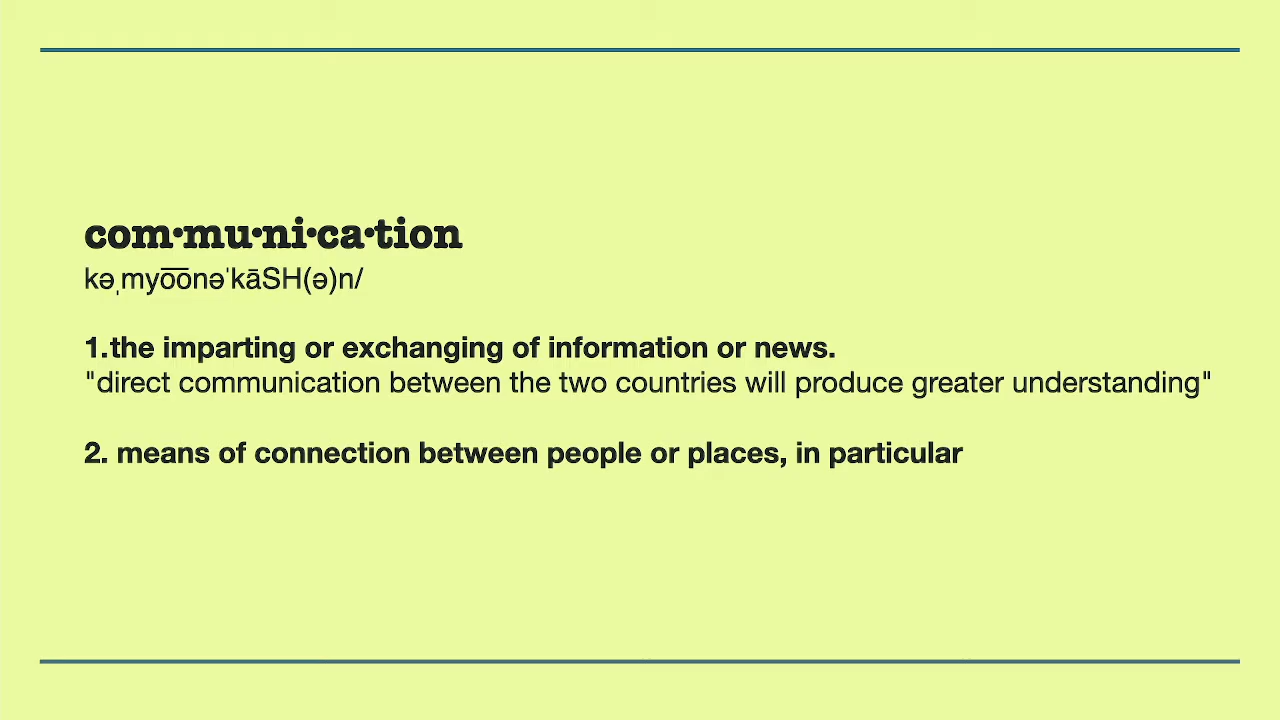 com·mu·ni·ca·tion
kəˌmyo͞onəˈkāSH(ə)n/
1.the imparting or exchanging of information or news.
"direct communication between the two countries will produce greater understanding"
2. means of connection between people or places, in particular